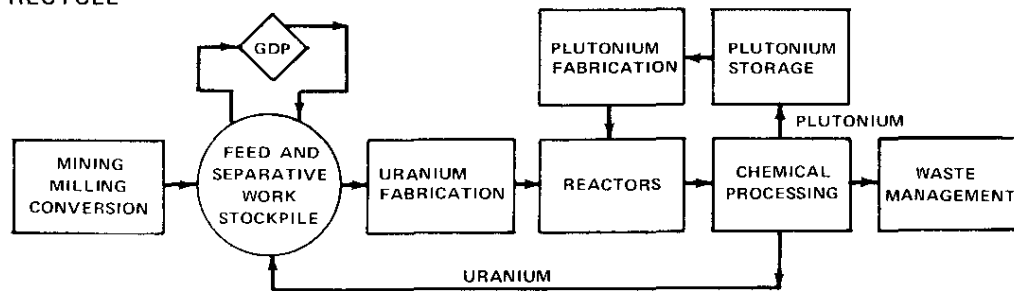 RECYCLE
GDP
PLUTONIUM
FABRICATION
PLUTONIUM
STORAGE
PLUTONIUM
MINING
MILLING
CONVERSION
FEED AND
SEPARATIVE
WORK
STOCKPILE
URANIUM
FABRICATION
REACTORS
CHEMICAL
PROCESSING
WASTE
MANAGEMENT
URANIUM